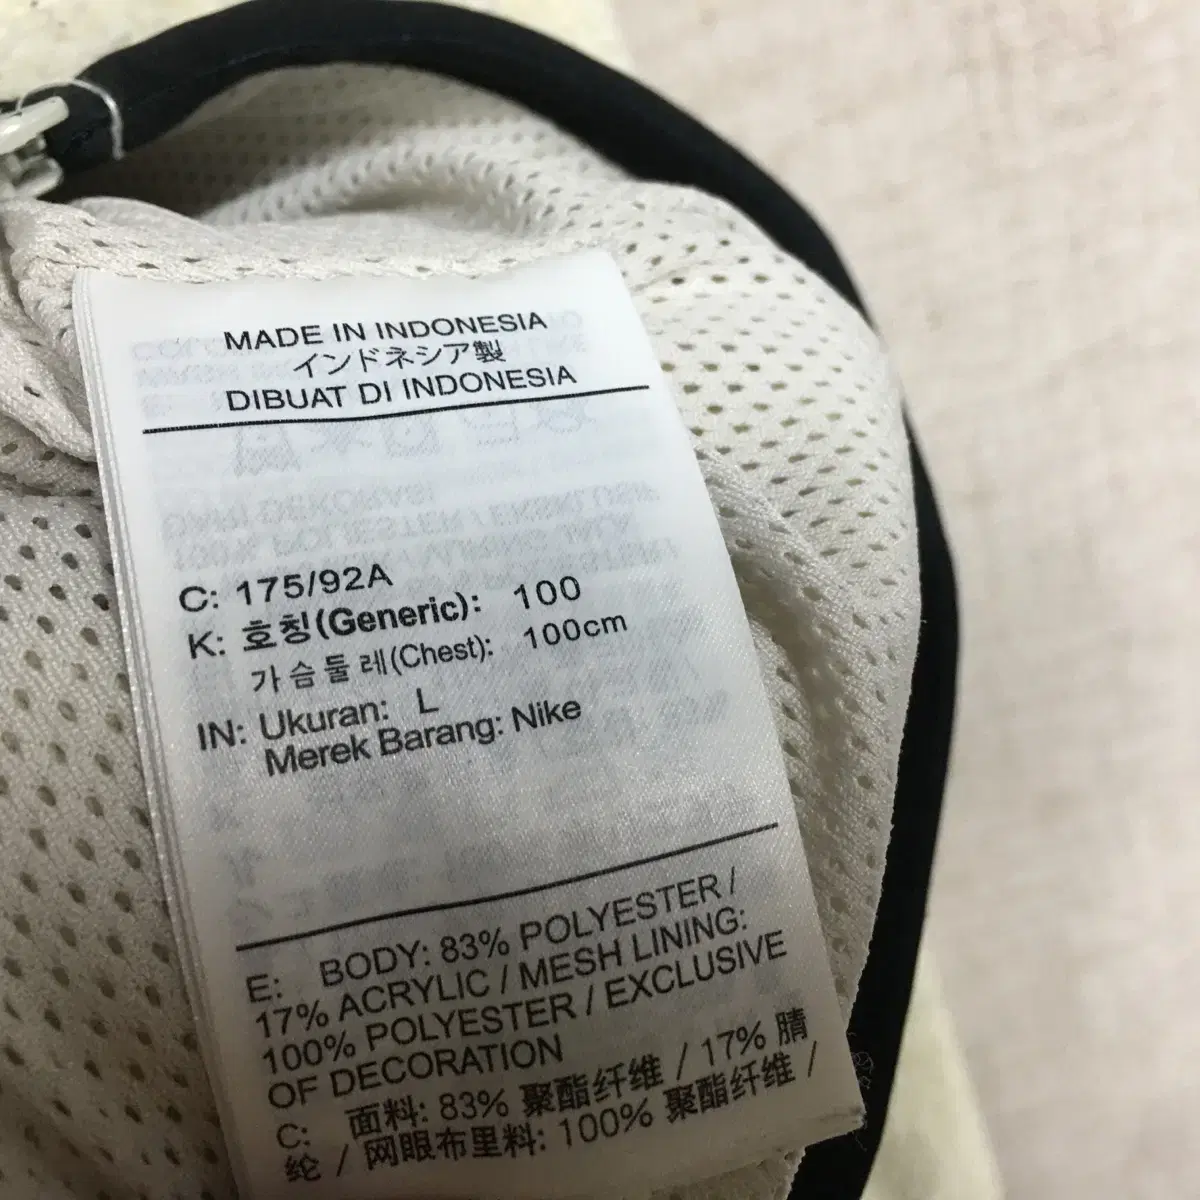 MADE IN INDONESIA
インドネシア製
DIBUAT DI INDONESIA
C: 175/92A
K: 호칭(Generic): 100
가슴둘레(Chest): 100cm
IN: Ukuran: L
Merek Barang: Nike
E: BODY: 83% POLYESTER /
17% ACRYLIC / MESH LINING:
100% POLYESTER / EXCLUSIVE
OF DECORATION
C: 面料: 83% 聚酯纤维 / 17% 腈
纶 / 网眼布里料: 100% 聚酯纤维 /